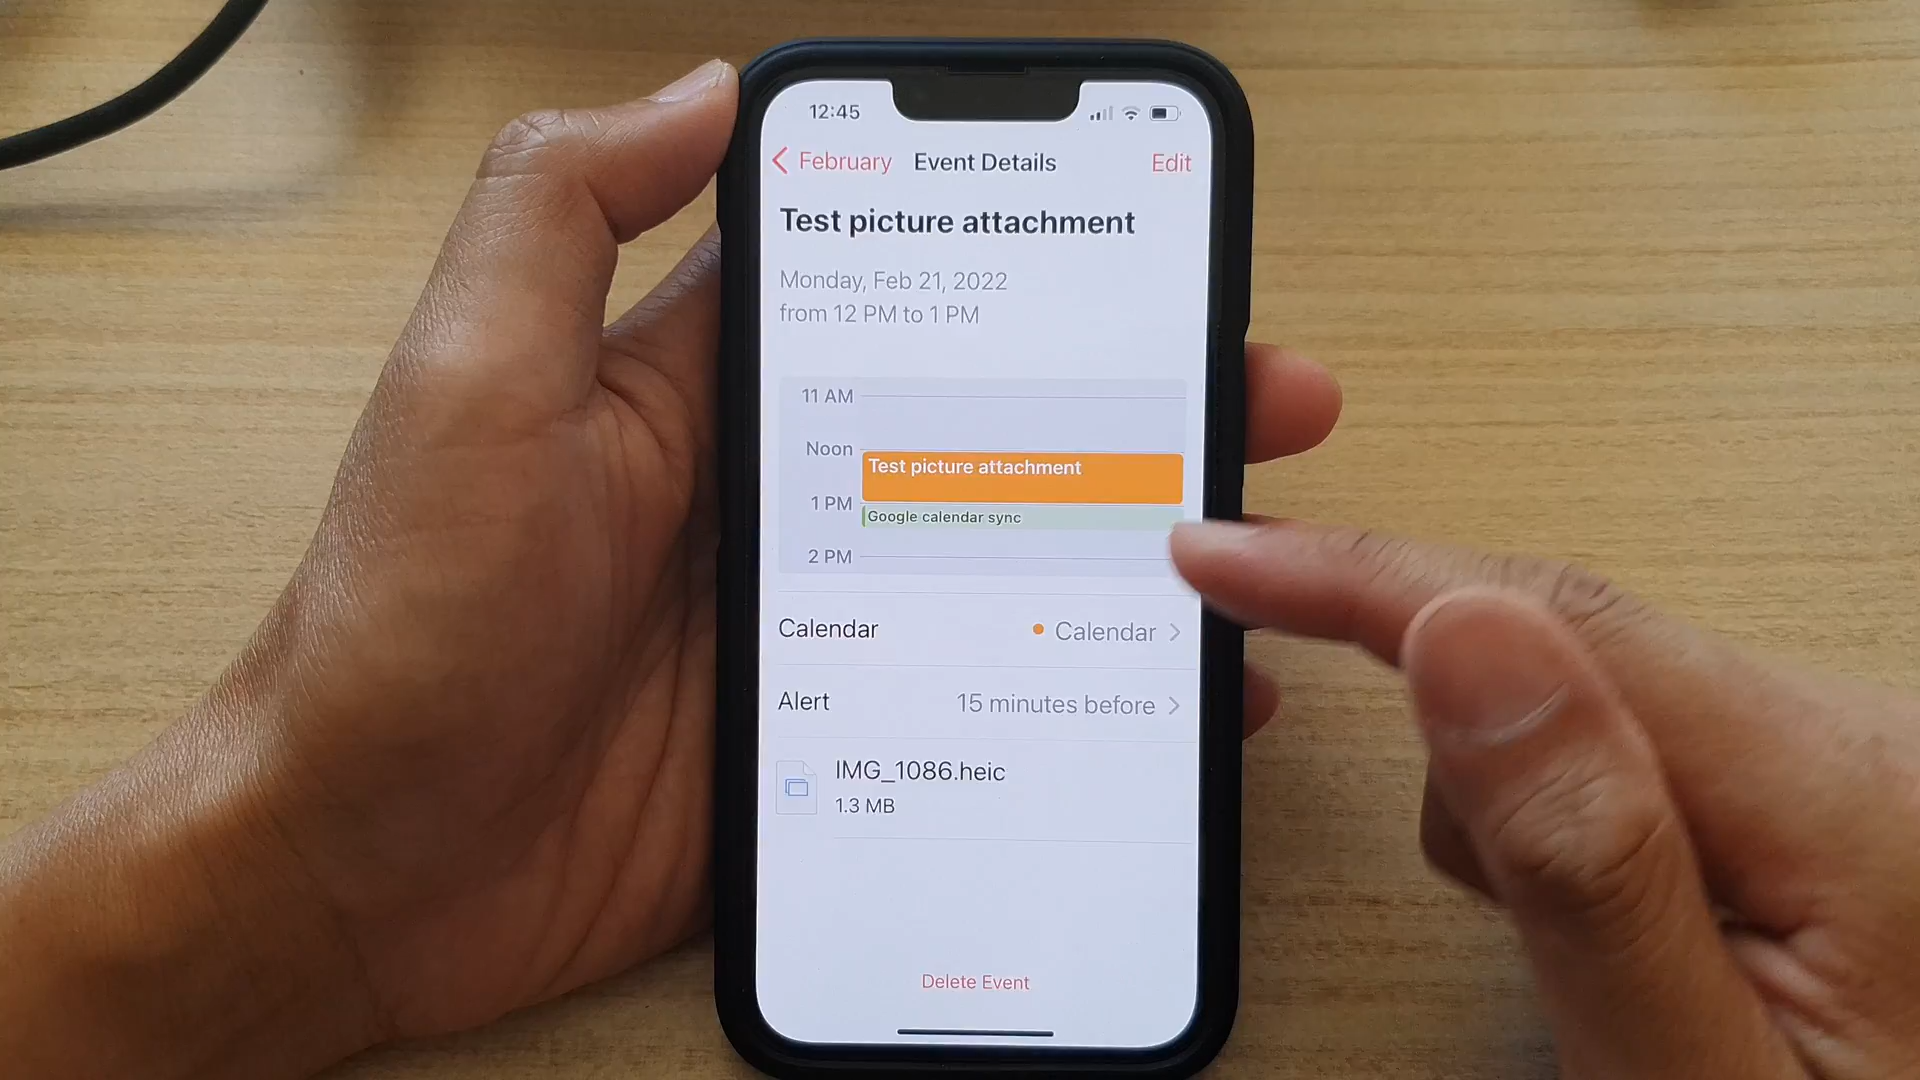 12:45
February
Event Details
Edit
Test picture attachment
Monday, Feb 21, 2022
from 12 PM to 1 PM
11 AM
Noon
Test picture attachment
1 PM
Google calendar sync
2 PM
Calendar
Calendar
Alert
15 minutes before
IMG_1086.heic
1.3 MB
Delete Event